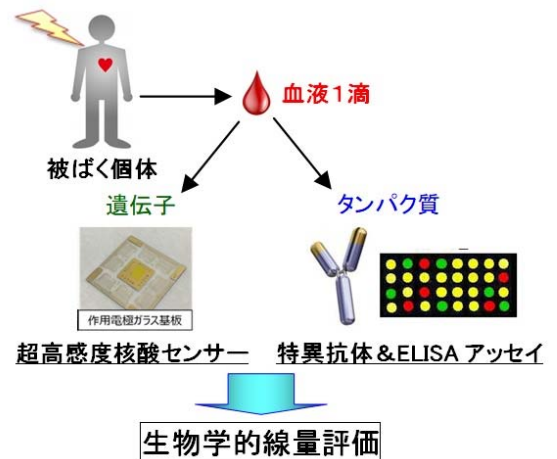 血液1滴
被ばく個体
遺伝子
タンパク質
作用電極ガラス基板
超高感度核酸センサー
特異抗体&ELISA アッセイ
生物学的線量評価